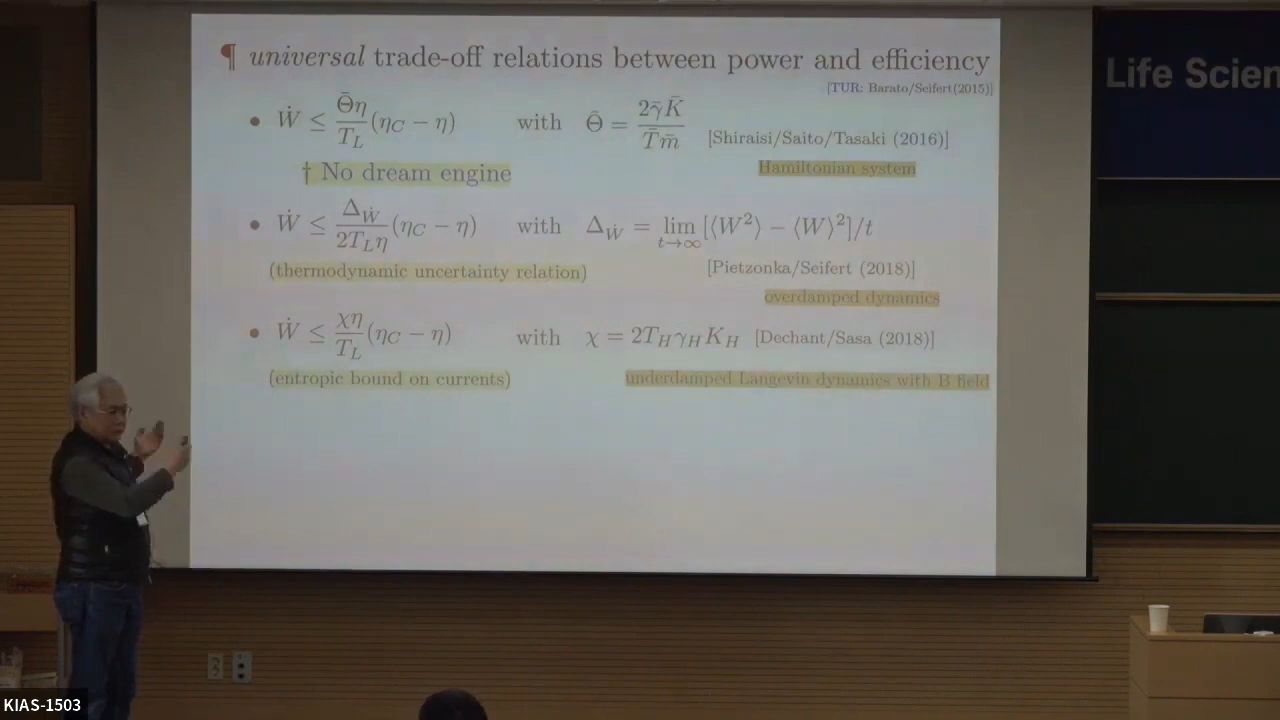 ¶ universal trade-off relations between power and efficiency
[TUR: Barato/Seifert(2015)]
• Ẇ ≤ Θ̄η/T_L (η_C − η) with Θ̄ = 2γ̄K̄/T̄m̄ [Shiraisi/Saito/Tasaki (2016)]
† No dream engine Hamiltonian system
• Ẇ ≤ Δ_Ẇ/2T_Lη (η_C − η) with Δ_Ẇ = lim_{t→∞} [⟨W²⟩ − ⟨W⟩²]/t
(thermodynamic uncertainty relation) [Pietzonka/Seifert (2018)]
overdamped dynamics
• Ẇ ≤ χη/T_L (η_C − η) with χ = 2T_Hγ_HK_H [Dechant/Sasa (2018)]
(entropic bound on currents) underdamped Langevin dynamics with B field
Life Scien
KIAS-1503